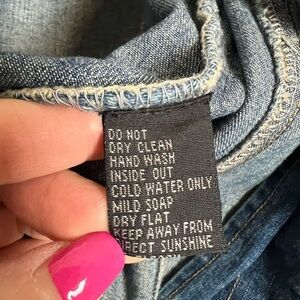 DO NOT
DRY CLEAN
HAND WASH
INSIDE OUT
COLD WATER ONLY
MILD SOAP
DRY FLAT
KEEP AWAY FROM
DIRECT SUNSHINE